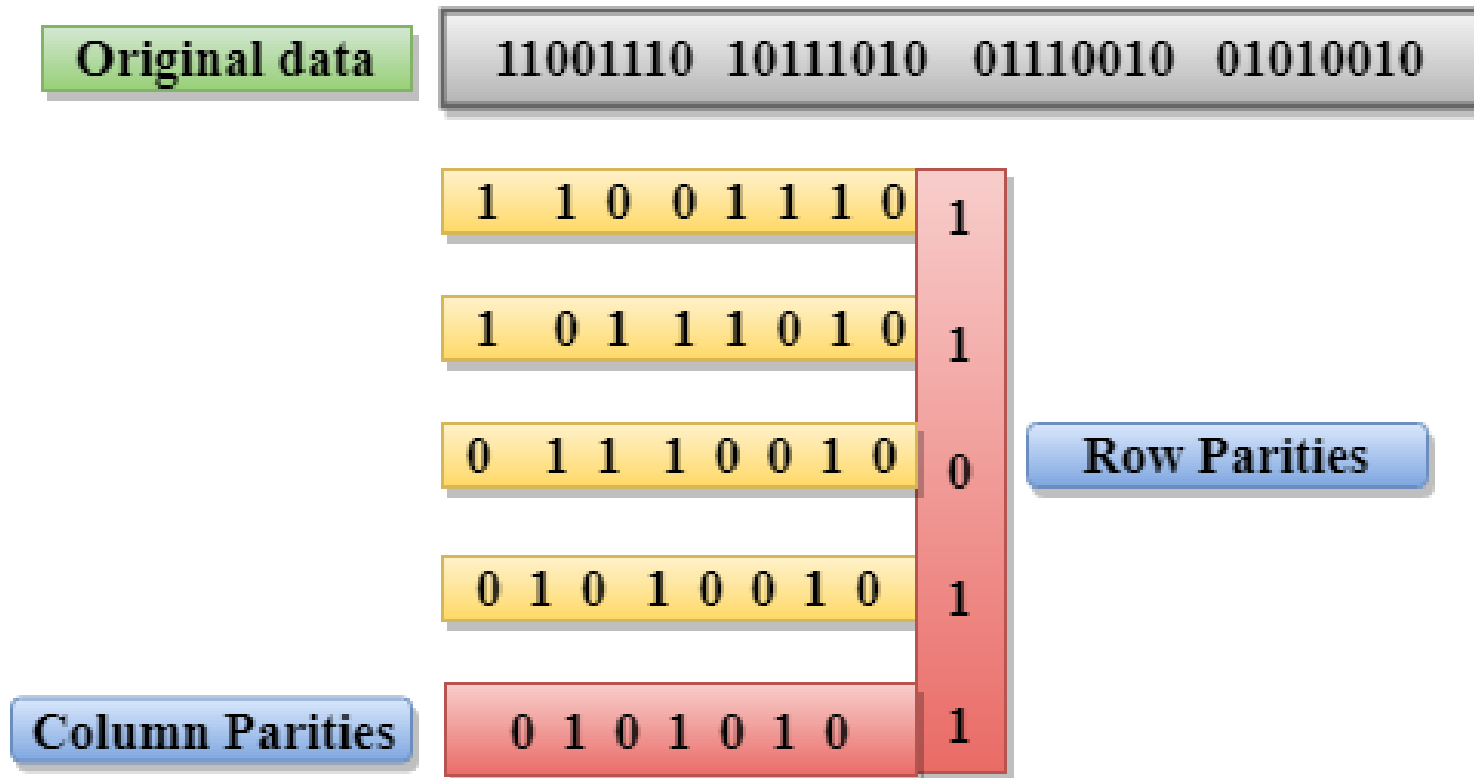 Original data 11001110 10111010 01110010 01010010
1 1 0 0 1 1 1 0 1
1 0 1 1 1 0 1 0 1
0 1 1 1 0 0 1 0 0 Row Parities
0 1 0 1 0 0 1 0 1
Column Parities 0 1 0 1 0 1 0 1